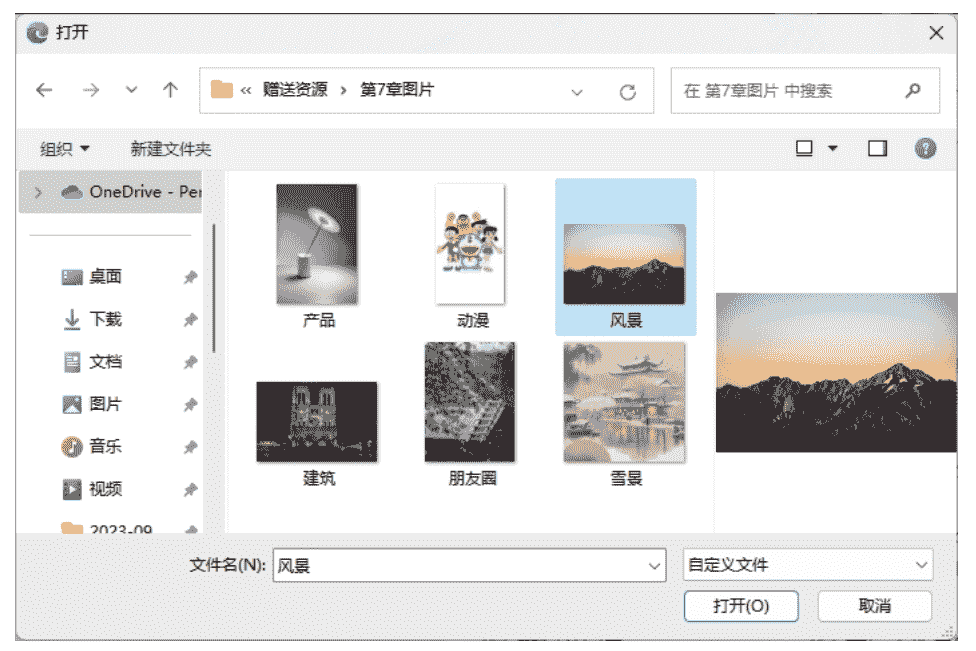 打开
« 赠送资源 › 第7章图片
在 第7章图片 中搜索
组织
新建文件夹
OneDrive - Per
桌面
下载
文档
图片
音乐
视频
2023-09
产品
动漫
风景
建筑
朋友圈
雪景
文件名(N):
风景
自定义文件
打开(O)
取消